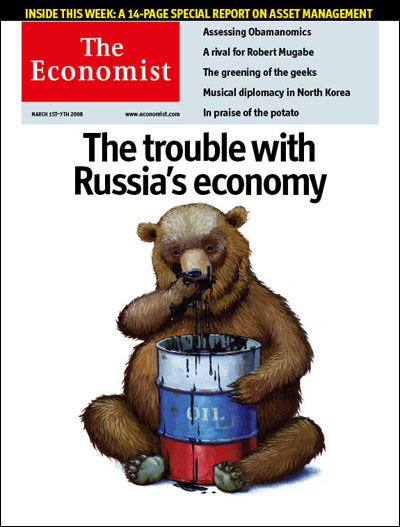 INSIDE THIS WEEK: A 14-PAGE SPECIAL REPORT ON ASSET MANAGEMENT
The
Economist
MARCH 1ST-7TH 2008
www.economist.com
Assessing Obamanomics
A rival for Robert Mugabe
The greening of the geeks
Musical diplomacy in North Korea
In praise of the potato
The trouble with
Russia's economy
OIL